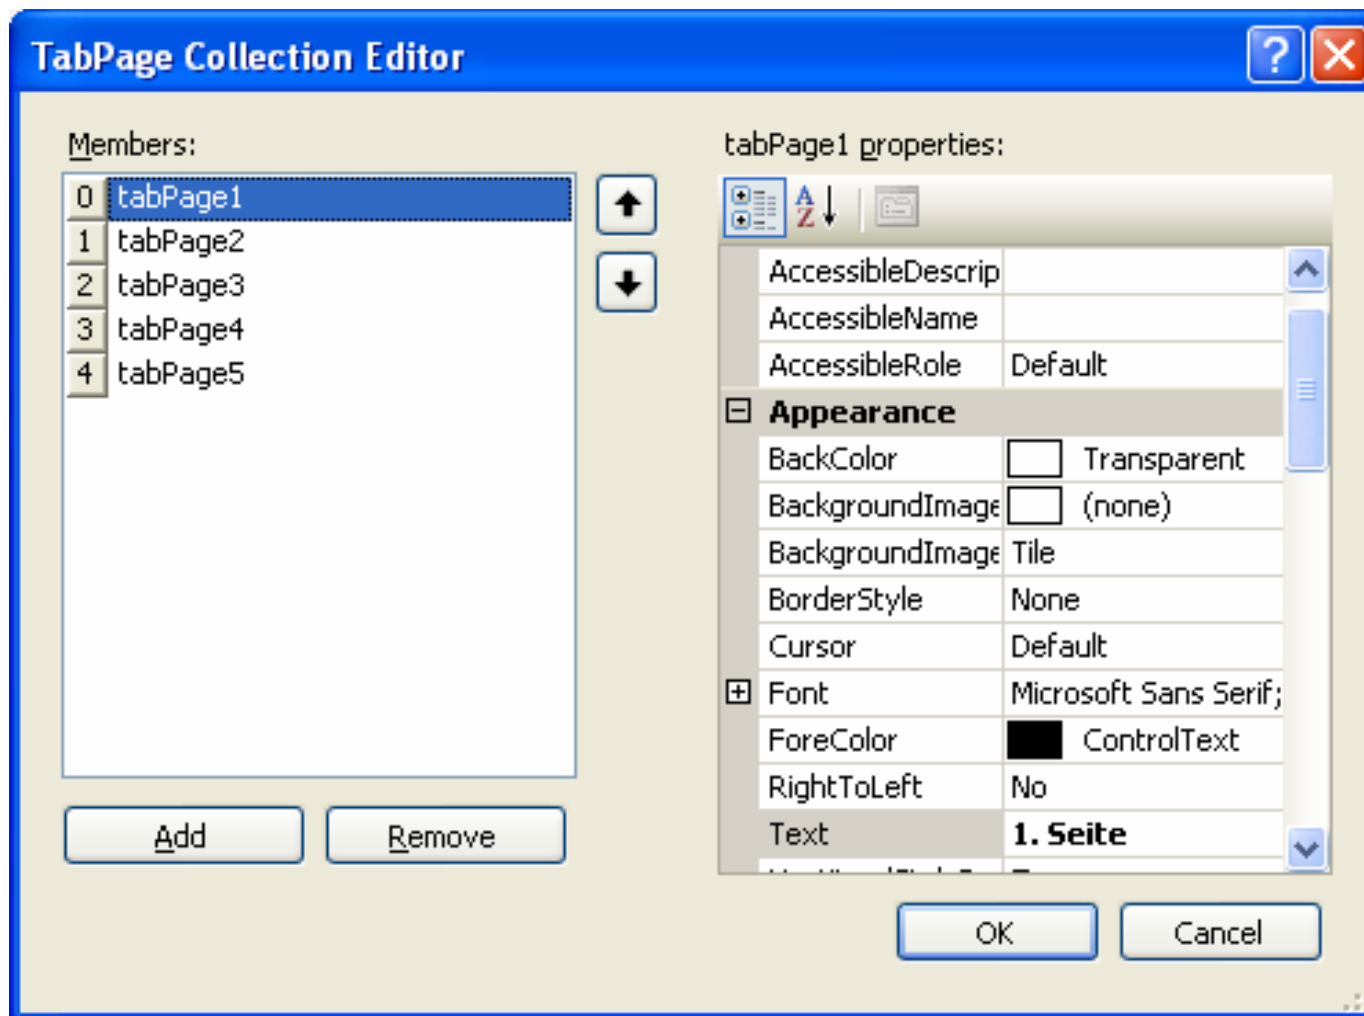 TabPage Collection Editor
Members:
tabPage1 properties:
0 tabPage1
1 tabPage2
2 tabPage3
3 tabPage4
4 tabPage5
AccessibleDescrip
AccessibleName
AccessibleRole Default
Appearance
BackColor Transparent
BackgroundImage (none)
BackgroundImage Tile
BorderStyle None
Cursor Default
Font Microsoft Sans Serif;
ForeColor ControlText
RightToLeft No
Text 1. Seite
Add Remove
OK Cancel